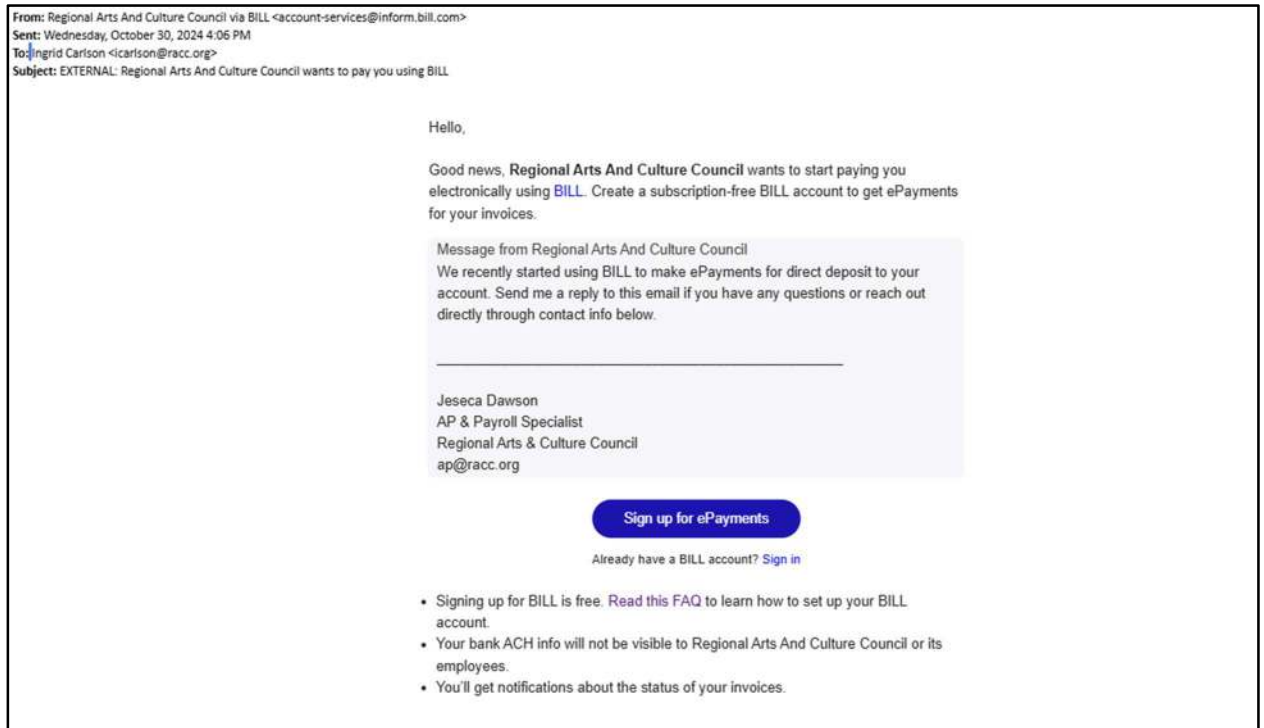 From: Regional Arts And Culture Council via BILL <account-services@inform.bill.com>
Sent: Wednesday, October 30, 2024 4:06 PM
To: Ingrid Carlson <icarlson@racc.org>
Subject: EXTERNAL: Regional Arts And Culture Council wants to pay you using BILL
Hello,
Good news, Regional Arts And Culture Council wants to start paying you
electronically using BILL. Create a subscription-free BILL account to get ePayments
for your invoices.
Message from Regional Arts And Culture Council
We recently started using BILL to make ePayments for direct deposit to your
account. Send me a reply to this email if you have any questions or reach out
directly through contact info below.
Jeseca Dawson
AP & Payroll Specialist
Regional Arts & Culture Council
ap@racc.org
Sign up for ePayments
Already have a BILL account? Sign in
• Signing up for BILL is free. Read this FAQ to learn how to set up your BILL
account.
• Your bank ACH info will not be visible to Regional Arts And Culture Council or its
employees.
• You'll get notifications about the status of your invoices.